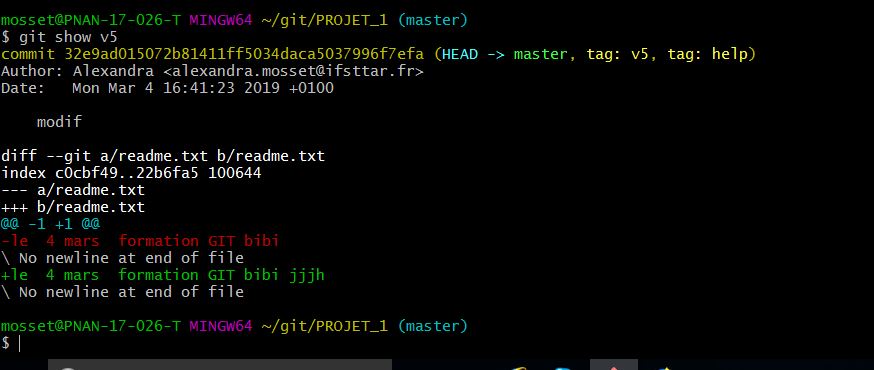 mosset@PNAN-17-026-T MINGW64 ~/git/PROJET_1 (master)
$ git show v5
commit 32e9ad015072b81411ff5034daca5037996f7efa (HEAD -> master, tag: v5, tag: help)
Author: Alexandra <alexandra.mosset@ifsttar.fr>
Date:   Mon Mar 4 16:41:23 2019 +0100
modif
diff --git a/readme.txt b/readme.txt
index c0cbf49..22b6fa5 100644
--- a/readme.txt
+++ b/readme.txt
@@ -1 +1 @@
-le  4 mars  formation GIT bibi
\ No newline at end of file
+le  4 mars  formation GIT bibi jjjh
\ No newline at end of file
mosset@PNAN-17-026-T MINGW64 ~/git/PROJET_1 (master)
$